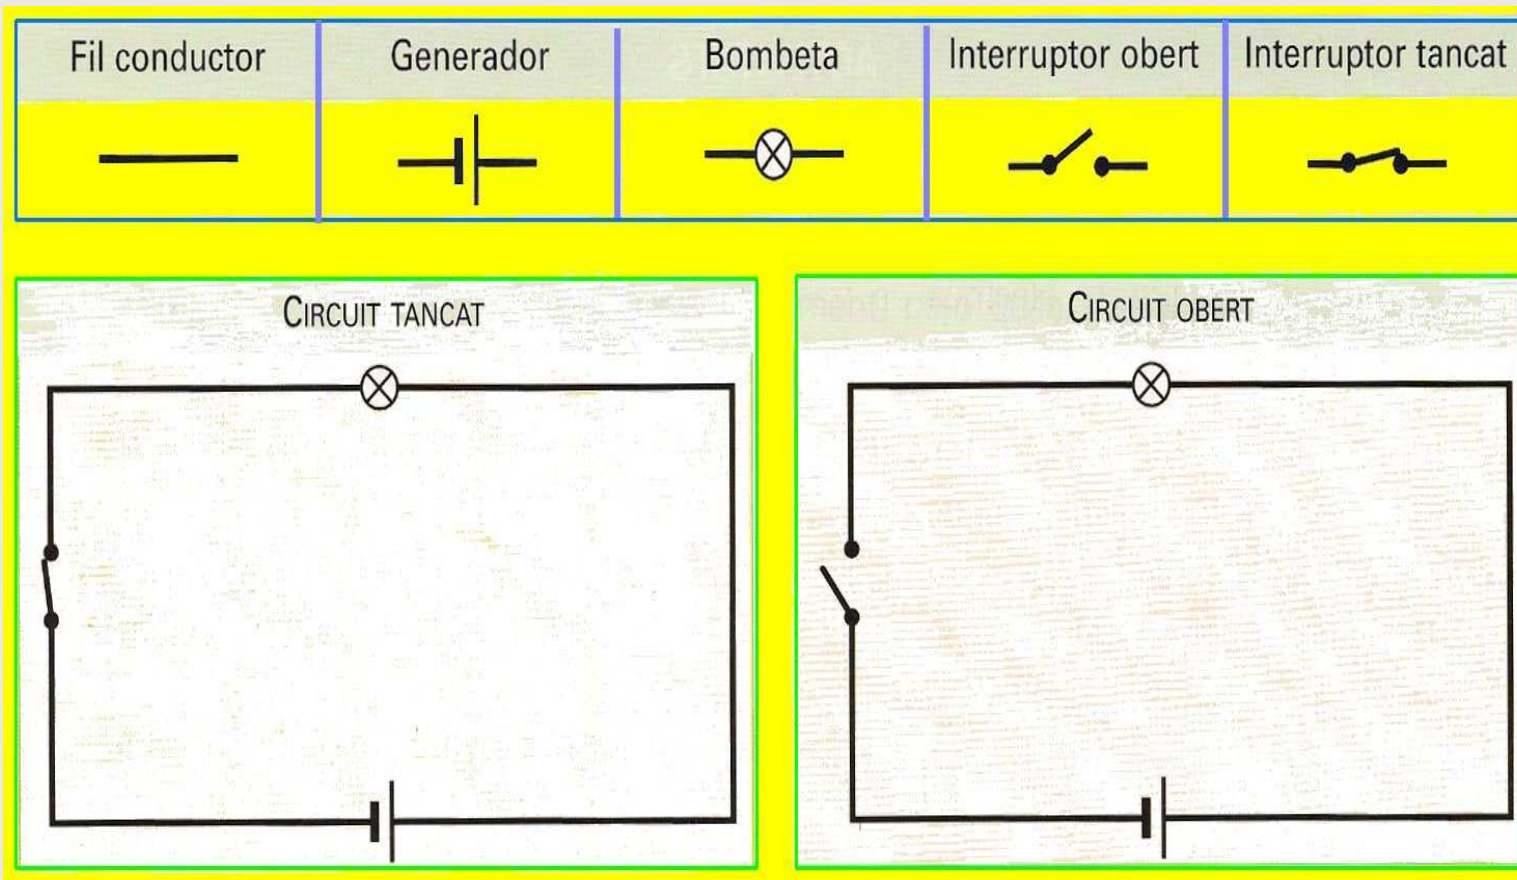 Fil conductor
Generador
Bombeta
Interruptor obert
Interruptor tancat
CIRCUIT TANCAT
CIRCUIT OBERT